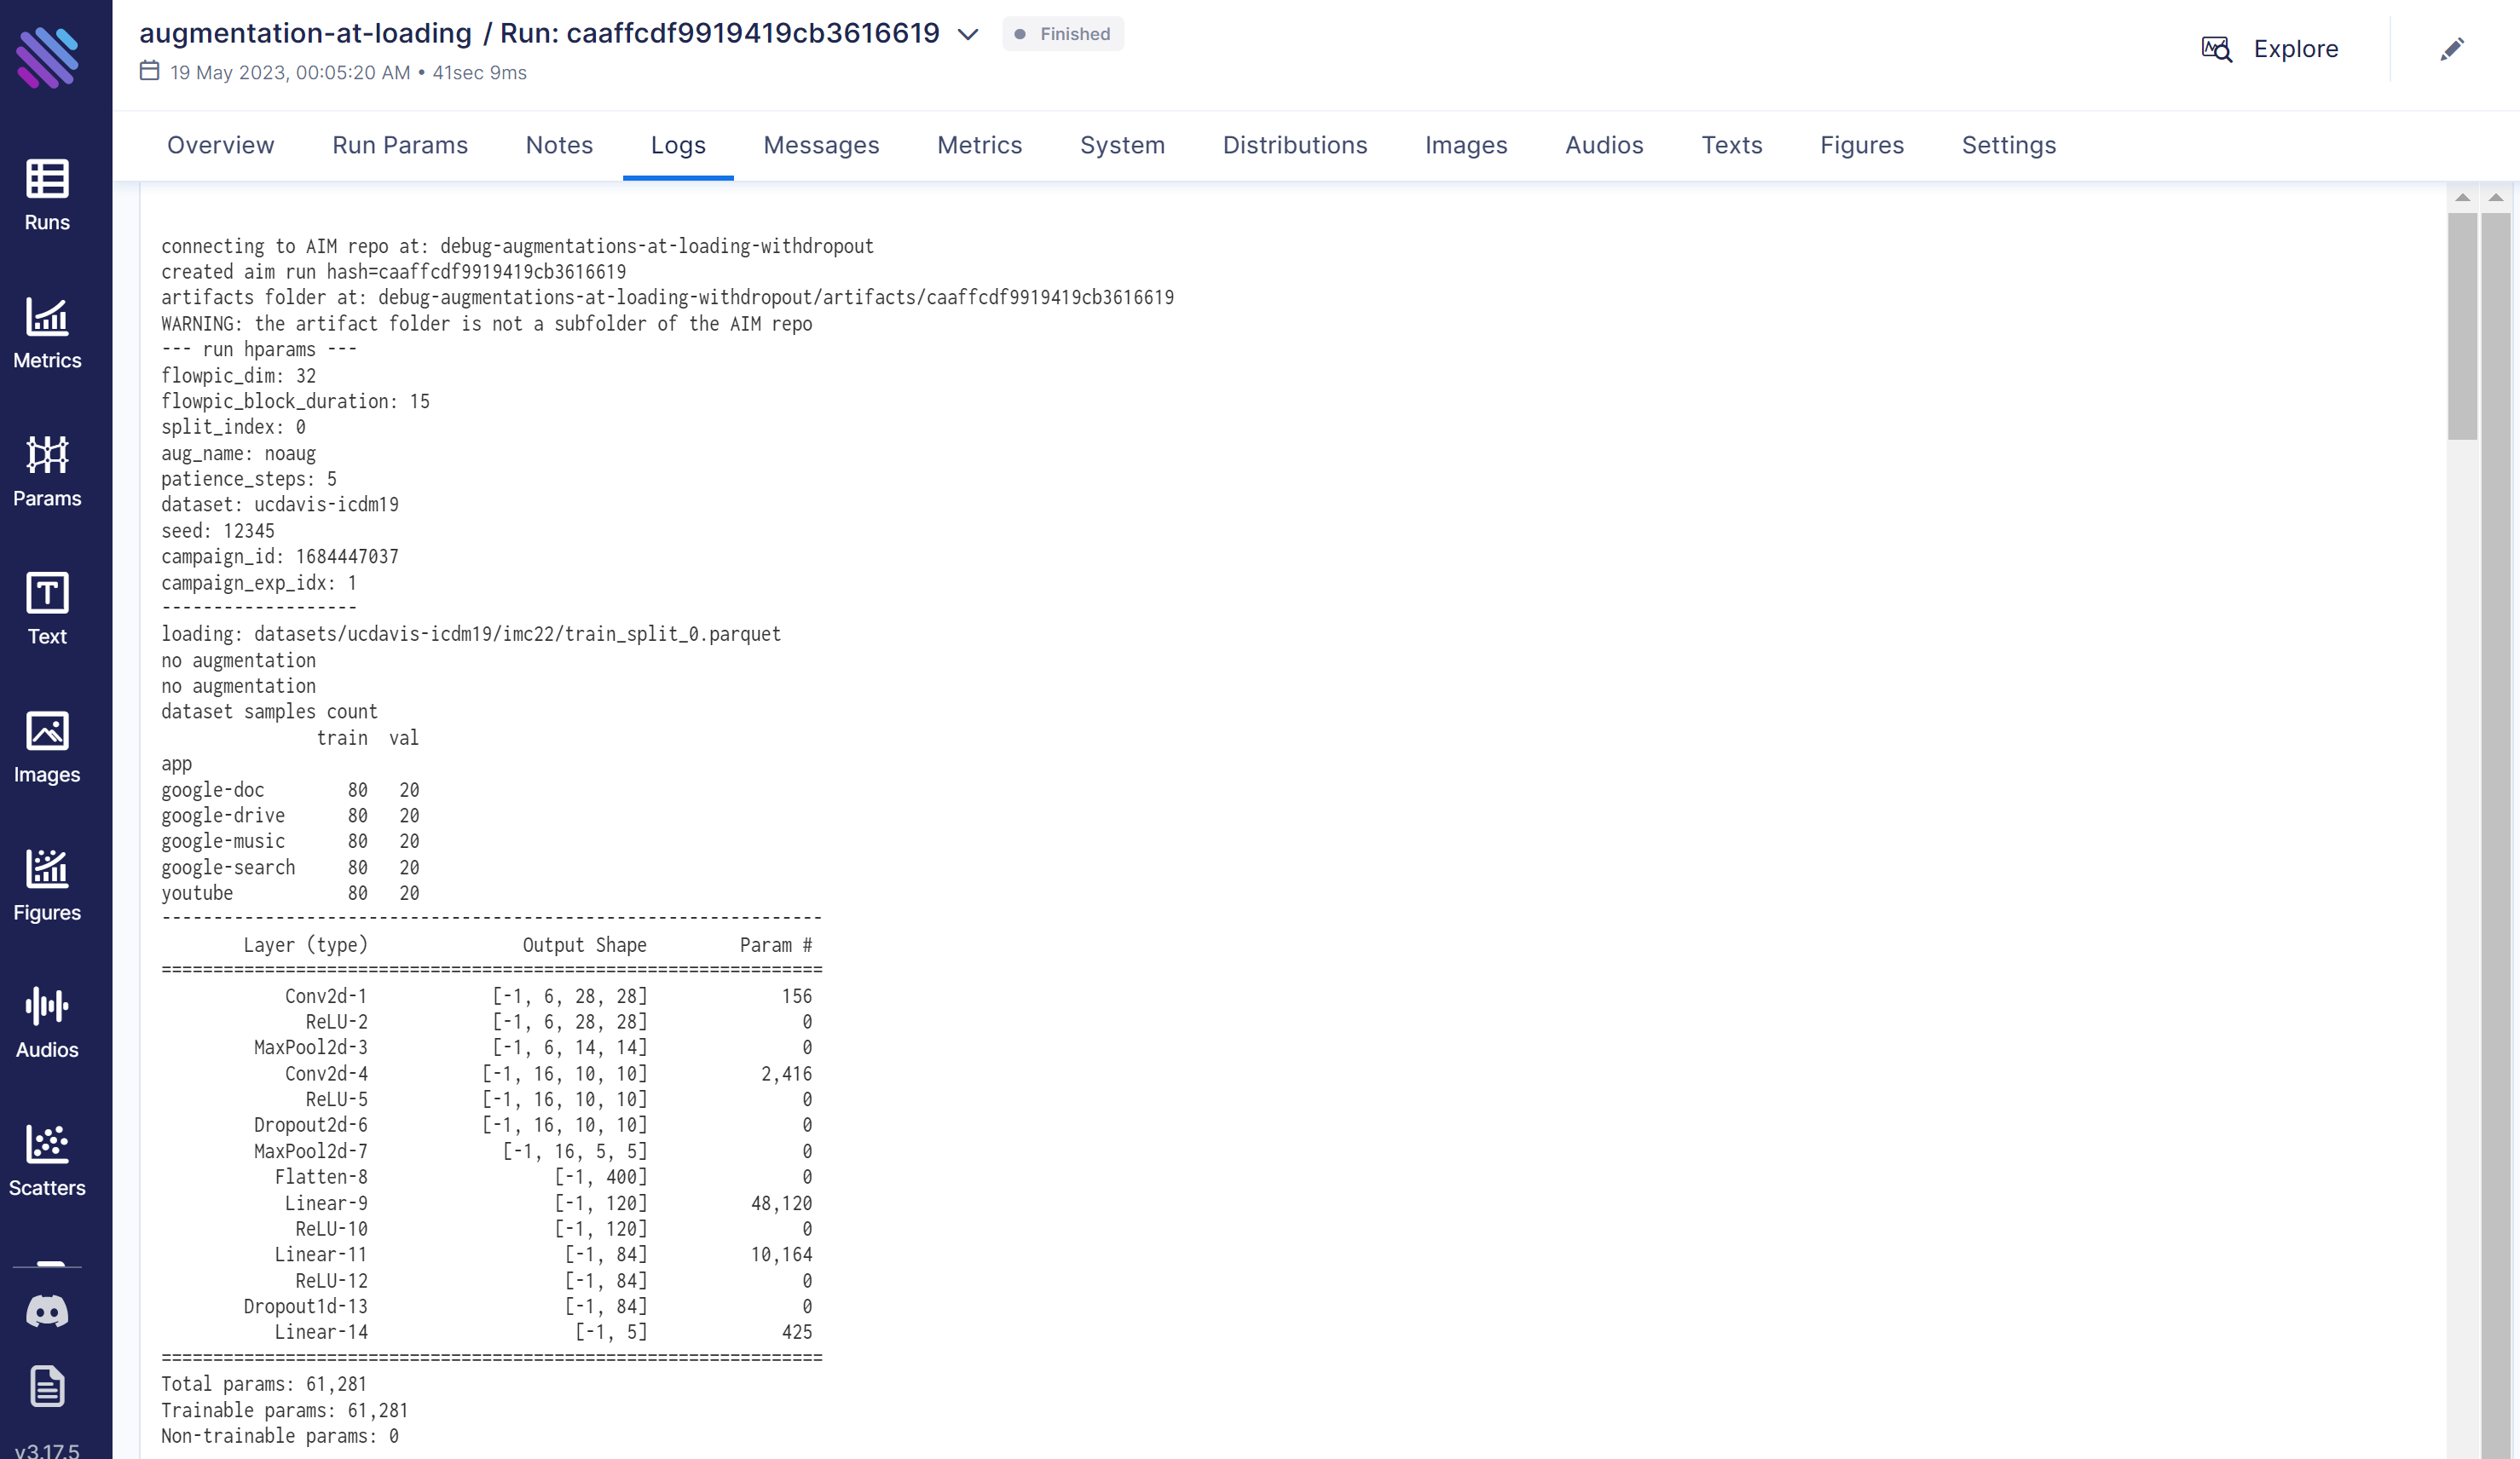 augmentation-at-loading / Run: caaffcdf9919419cb3616619 Finished
19 May 2023, 00:05:20 AM • 41sec 9ms
Explore
Overview Run Params Notes Logs Messages Metrics System Distributions Images Audios Texts Figures Settings
Runs
Metrics
Params
Text
Images
Figures
Audios
Scatters
v3.17.5
connecting to AIM repo at: debug-augmentations-at-loading-withdropout
created aim run hash=caaffcdf9919419cb3616619
artifacts folder at: debug-augmentations-at-loading-withdropout/artifacts/caaffcdf9919419cb3616619
WARNING: the artifact folder is not a subfolder of the AIM repo
--- run hparams ---
flowpic_dim: 32
flowpic_block_duration: 15
split_index: 0
aug_name: noaug
patience_steps: 5
dataset: ucdavis-icdm19
seed: 12345
campaign_id: 1684447037
campaign_exp_idx: 1
-------------------
loading: datasets/ucdavis-icdm19/imc22/train_split_0.parquet
no augmentation
no augmentation
dataset samples count
train val
app
google-doc 80 20
google-drive 80 20
google-music 80 20
google-search 80 20
youtube 80 20
----------------------------------------------------------------
Layer (type) Output Shape Param #
================================================================
Conv2d-1 [-1, 6, 28, 28] 156
ReLU-2 [-1, 6, 28, 28] 0
MaxPool2d-3 [-1, 6, 14, 14] 0
Conv2d-4 [-1, 16, 10, 10] 2,416
ReLU-5 [-1, 16, 10, 10] 0
Dropout2d-6 [-1, 16, 10, 10] 0
MaxPool2d-7 [-1, 16, 5, 5] 0
Flatten-8 [-1, 400] 0
Linear-9 [-1, 120] 48,120
ReLU-10 [-1, 120] 0
Linear-11 [-1, 84] 10,164
ReLU-12 [-1, 84] 0
Dropout1d-13 [-1, 84] 0
Linear-14 [-1, 5] 425
================================================================
Total params: 61,281
Trainable params: 61,281
Non-trainable params: 0